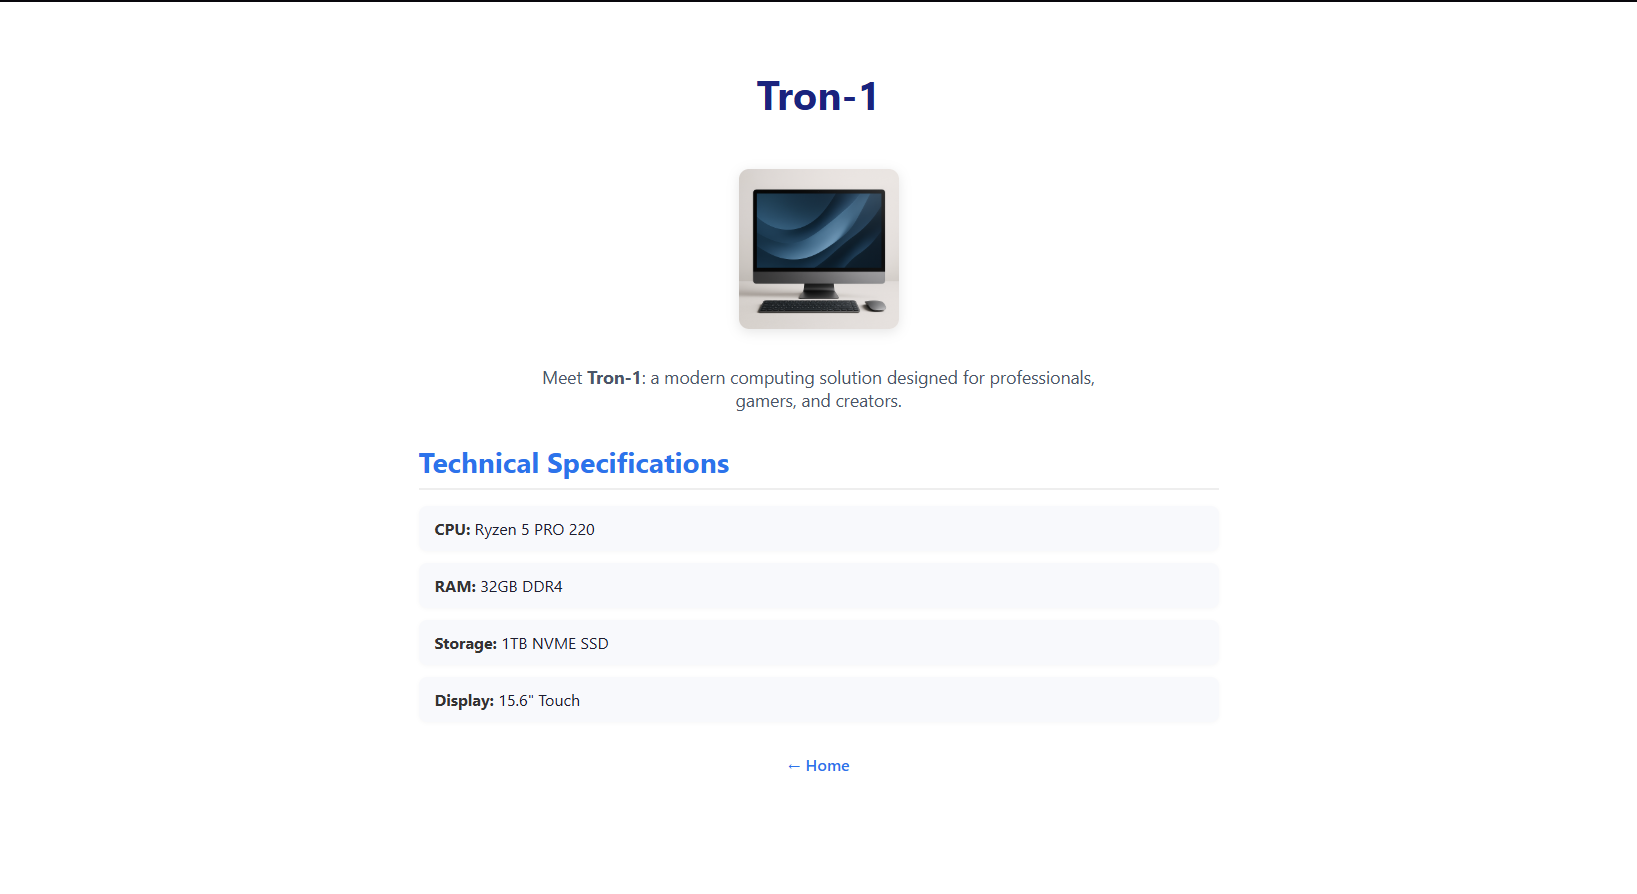 Tron-1
Meet Tron-1: a modern computing solution designed for professionals,
gamers, and creators.
Technical Specifications
CPU: Ryzen 5 PRO 220
RAM: 32GB DDR4
Storage: 1TB NVME SSD
Display: 15.6" Touch
← Home